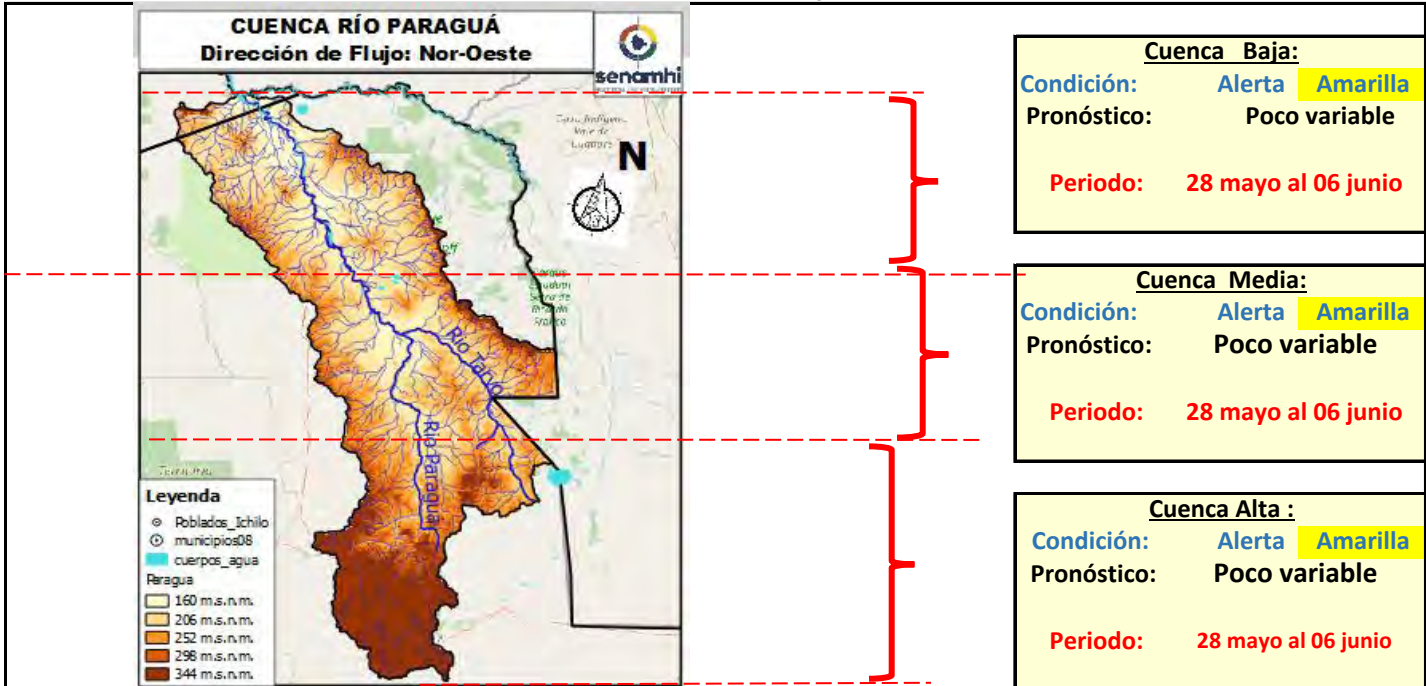 CUENCA RÍO PARAGUÁ
Dirección de Flujo: Nor-Oeste
senamhi
N
Río Tarvo
Río Paraguá
Leyenda
Poblados_Ichilo
municipios08
cuerpos_agua
Paragua
160 m.s.n.m.
206 m.s.n.m.
252 m.s.n.m.
298 m.s.n.m.
344 m.s.n.m.
Cuenca Baja:
Condición: Alerta Amarilla
Pronóstico: Poco variable
Periodo: 28 mayo al 06 junio
Cuenca Media:
Condición: Alerta Amarilla
Pronóstico: Poco variable
Periodo: 28 mayo al 06 junio
Cuenca Alta :
Condición: Alerta Amarilla
Pronóstico: Poco variable
Periodo: 28 mayo al 06 junio